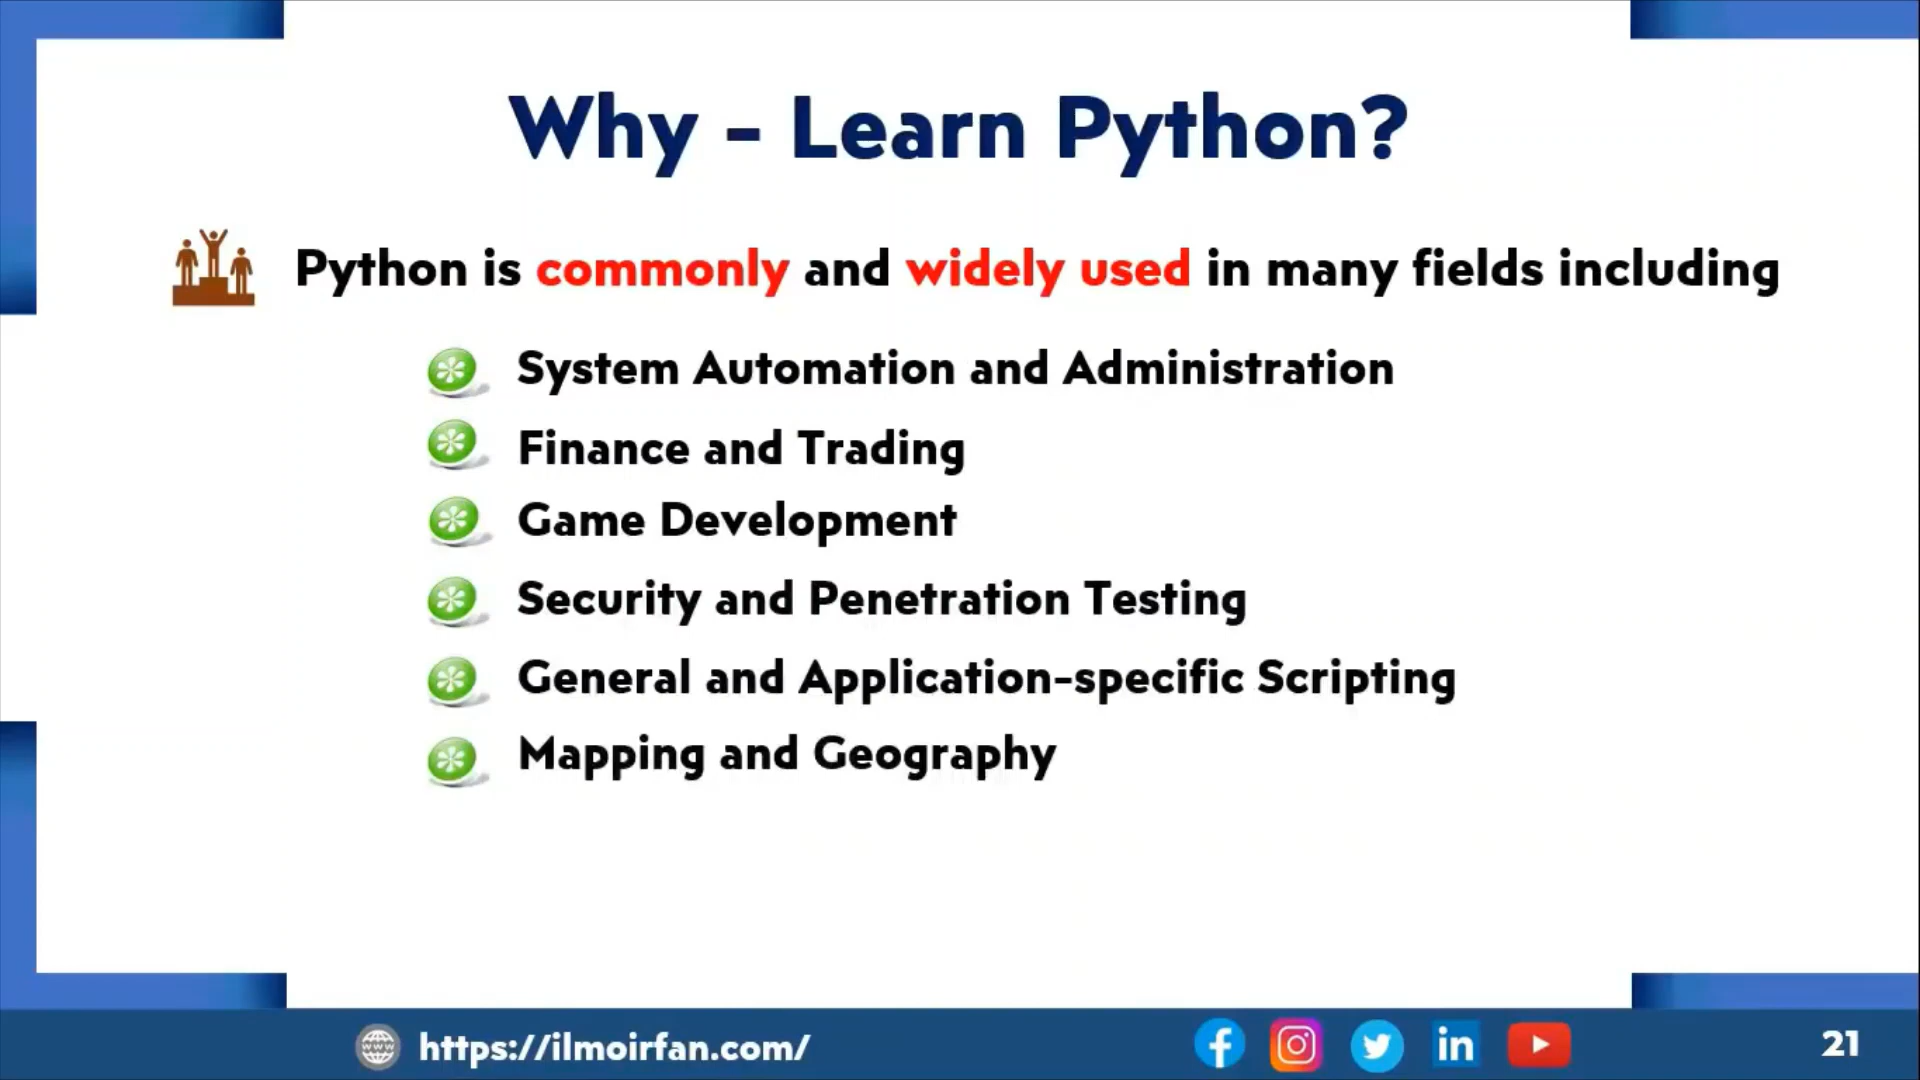 Why - Learn Python?
Python is commonly and widely used in many fields including
System Automation and Administration
Finance and Trading
Game Development
Security and Penetration Testing
General and Application-specific Scripting
Mapping and Geography
https://ilmoirfan.com/
21